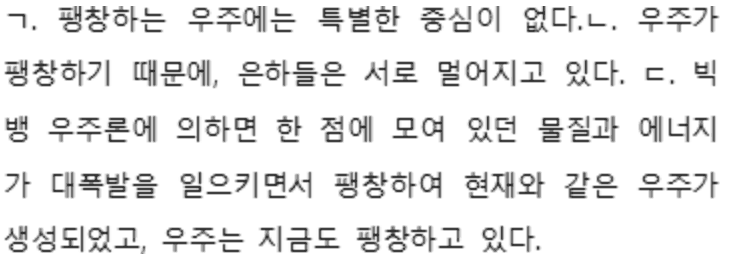 ㄱ. 팽창하는 우주에는 특별한 중심이 없다.ㄴ. 우주가
팽창하기 때문에, 은하들은 서로 멀어지고 있다. ㄷ. 빅
뱅 우주론에 의하면 한 점에 모여 있던 물질과 에너지
가 대폭발을 일으키면서 팽창하여 현재와 같은 우주가
생성되었고, 우주는 지금도 팽창하고 있다.